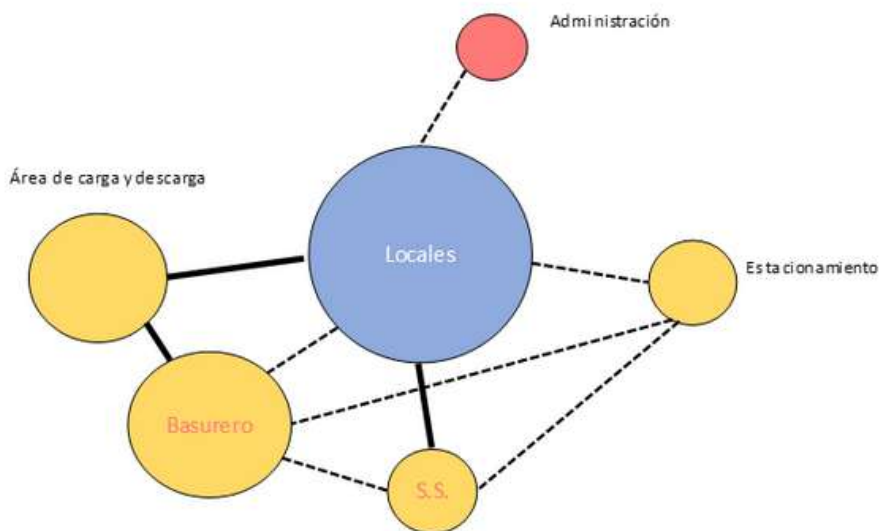 Administración
Área de carga y descarga
Locales
Estacionamiento
Basurero
S.S.